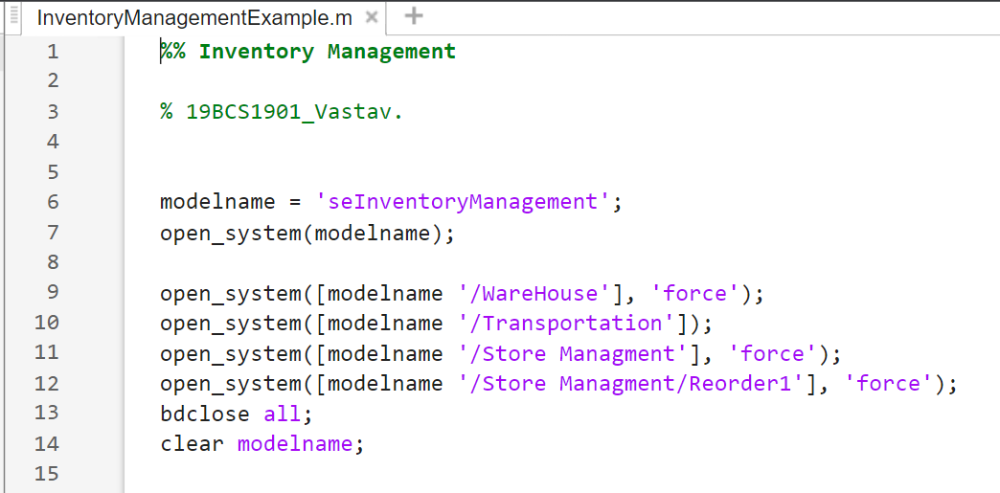 InventoryManagementExample.m × +
1 %% Inventory Management
2
3 % 19BCS1901_Vastav.
4
5
6 modelname = 'seInventoryManagement';
7 open_system(modelname);
8
9 open_system([modelname '/WareHouse'], 'force');
10 open_system([modelname '/Transportation']);
11 open_system([modelname '/Store Managment'], 'force');
12 open_system([modelname '/Store Managment/Reorder1'], 'force');
13 bdclose all;
14 clear modelname;
15